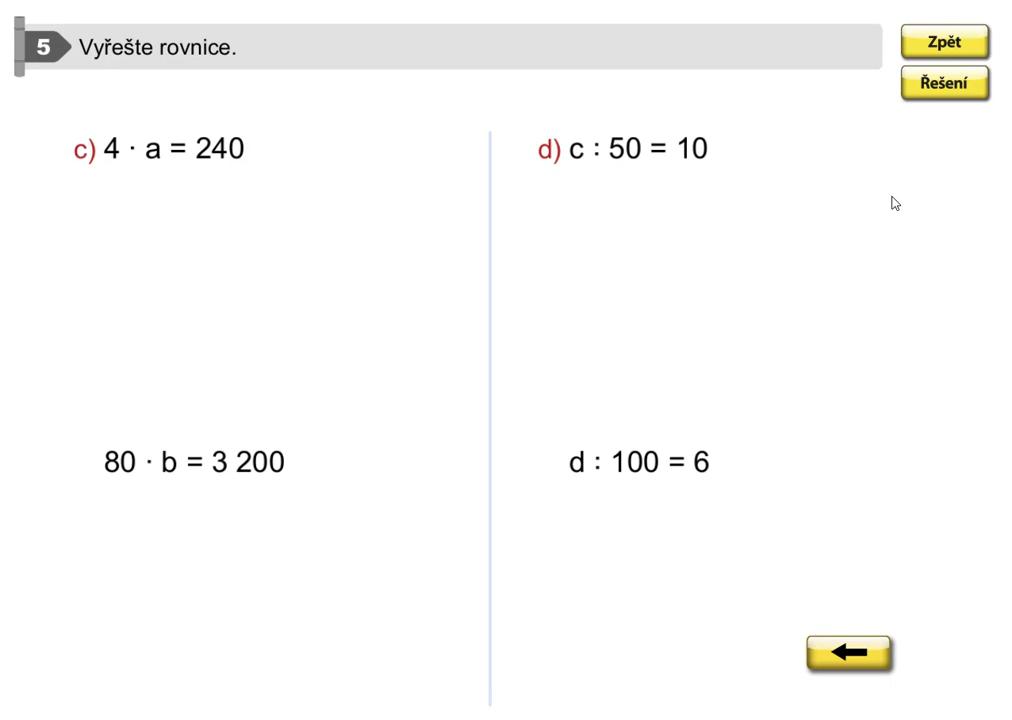 5 Vyřešte rovnice.
Zpět
Řešení
c) 4 · a = 240
d) c : 50 = 10
80 · b = 3 200
d : 100 = 6